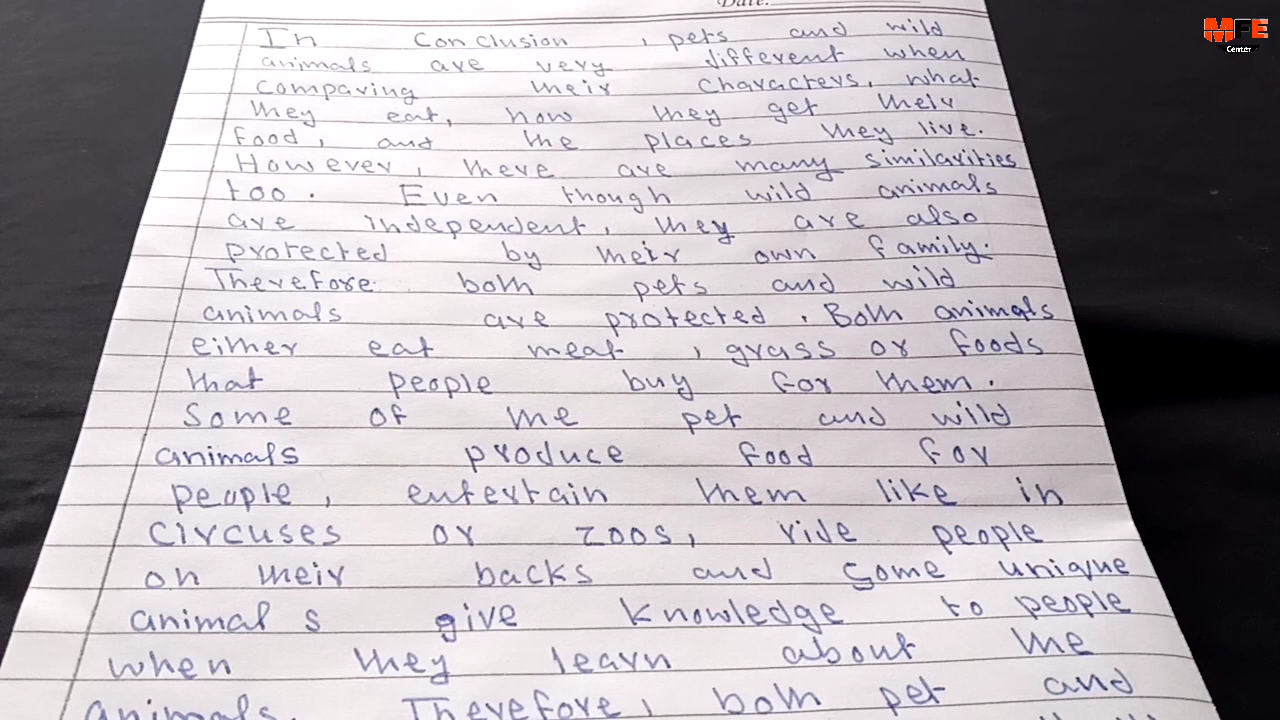 Date:
MFE
Center
In Conclusion, pets and wild
animals are very different when
comparing their characters, what
they eat, how they get their
food, and the places they live.
However, there are many similarities
too. Even though wild animals
are independent, they are also
protected by their own family.
Therefore both pets and wild
animals are protected. Both animals
either eat meat, grass or foods
that people buy for them.
Some of the pet and wild
animals produce food for
people, entertain them like in
circuses or zoos, ride people
on their backs and some unique
animals give knowledge to people
when they learn about the
animals. Therefore, both pet and